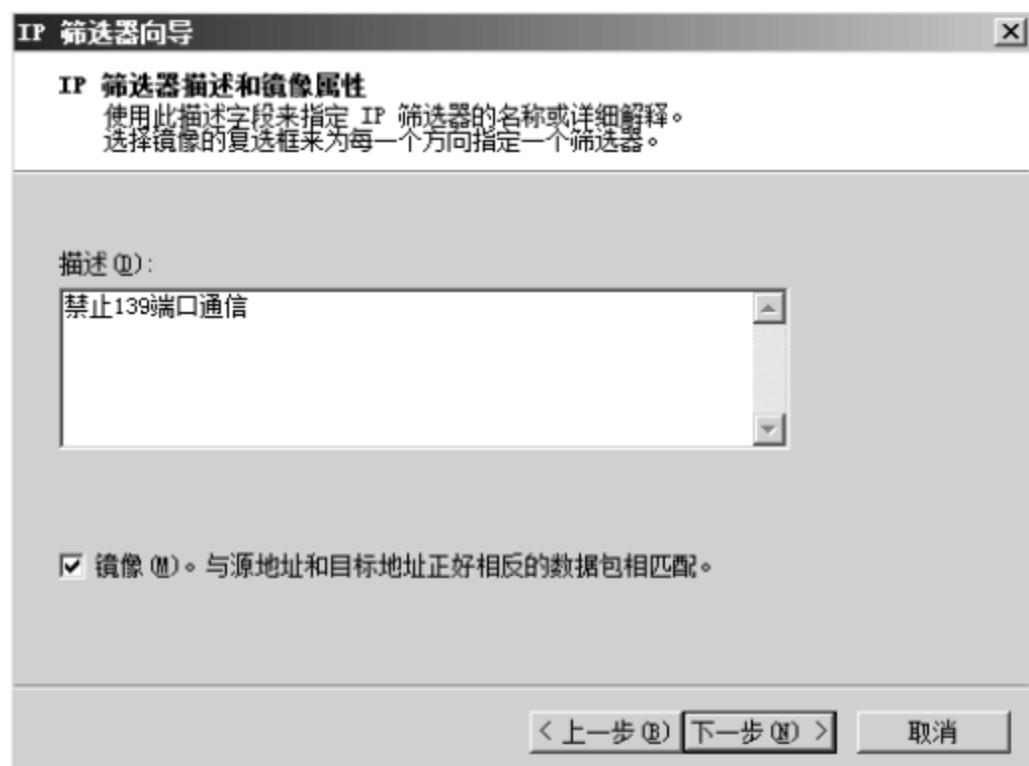 IP 筛选器向导
IP 筛选器描述和镜像属性
使用此描述字段来指定 IP 筛选器的名称或详细解释。
选择镜像的复选框来为每一个方向指定一个筛选器。
描述(D):
禁止139端口通信
镜像(M)。与源地址和目标地址正好相反的数据包相匹配。
< 上一步(B) 下一步(N) > 取消